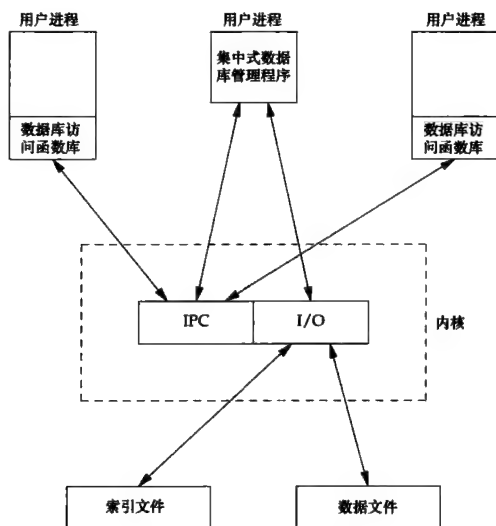 用户进程
用户进程
用户进程
集中式数据
库管理程序
数据库访
问函数库
数据库访
问函数库
IPC
I/O
内核
索引文件
数据文件